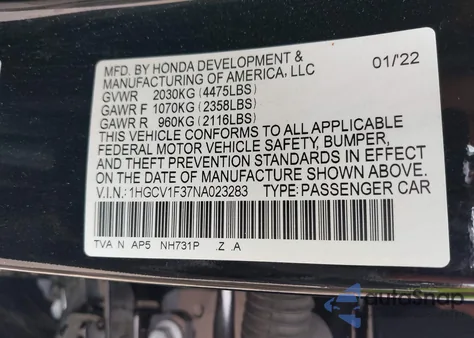 MFD. BY HONDA DEVELOPMENT &
MANUFACTURING OF AMERICA, LLC 01/'22
GVWR 2030KG (4475LBS)
GAWR F 1070KG (2358LBS)
GAWR R 960KG (2116LBS)
THIS VEHICLE CONFORMS TO ALL APPLICABLE
FEDERAL MOTOR VEHICLE SAFETY, BUMPER,
AND THEFT PREVENTION STANDARDS IN EFFECT
ON THE DATE OF MANUFACTURE SHOWN ABOVE.
V.I.N.: 1HGCV1F37NA023283 TYPE: PASSENGER CAR
TVA N AP5 NH731P .Z .A
autoSnap